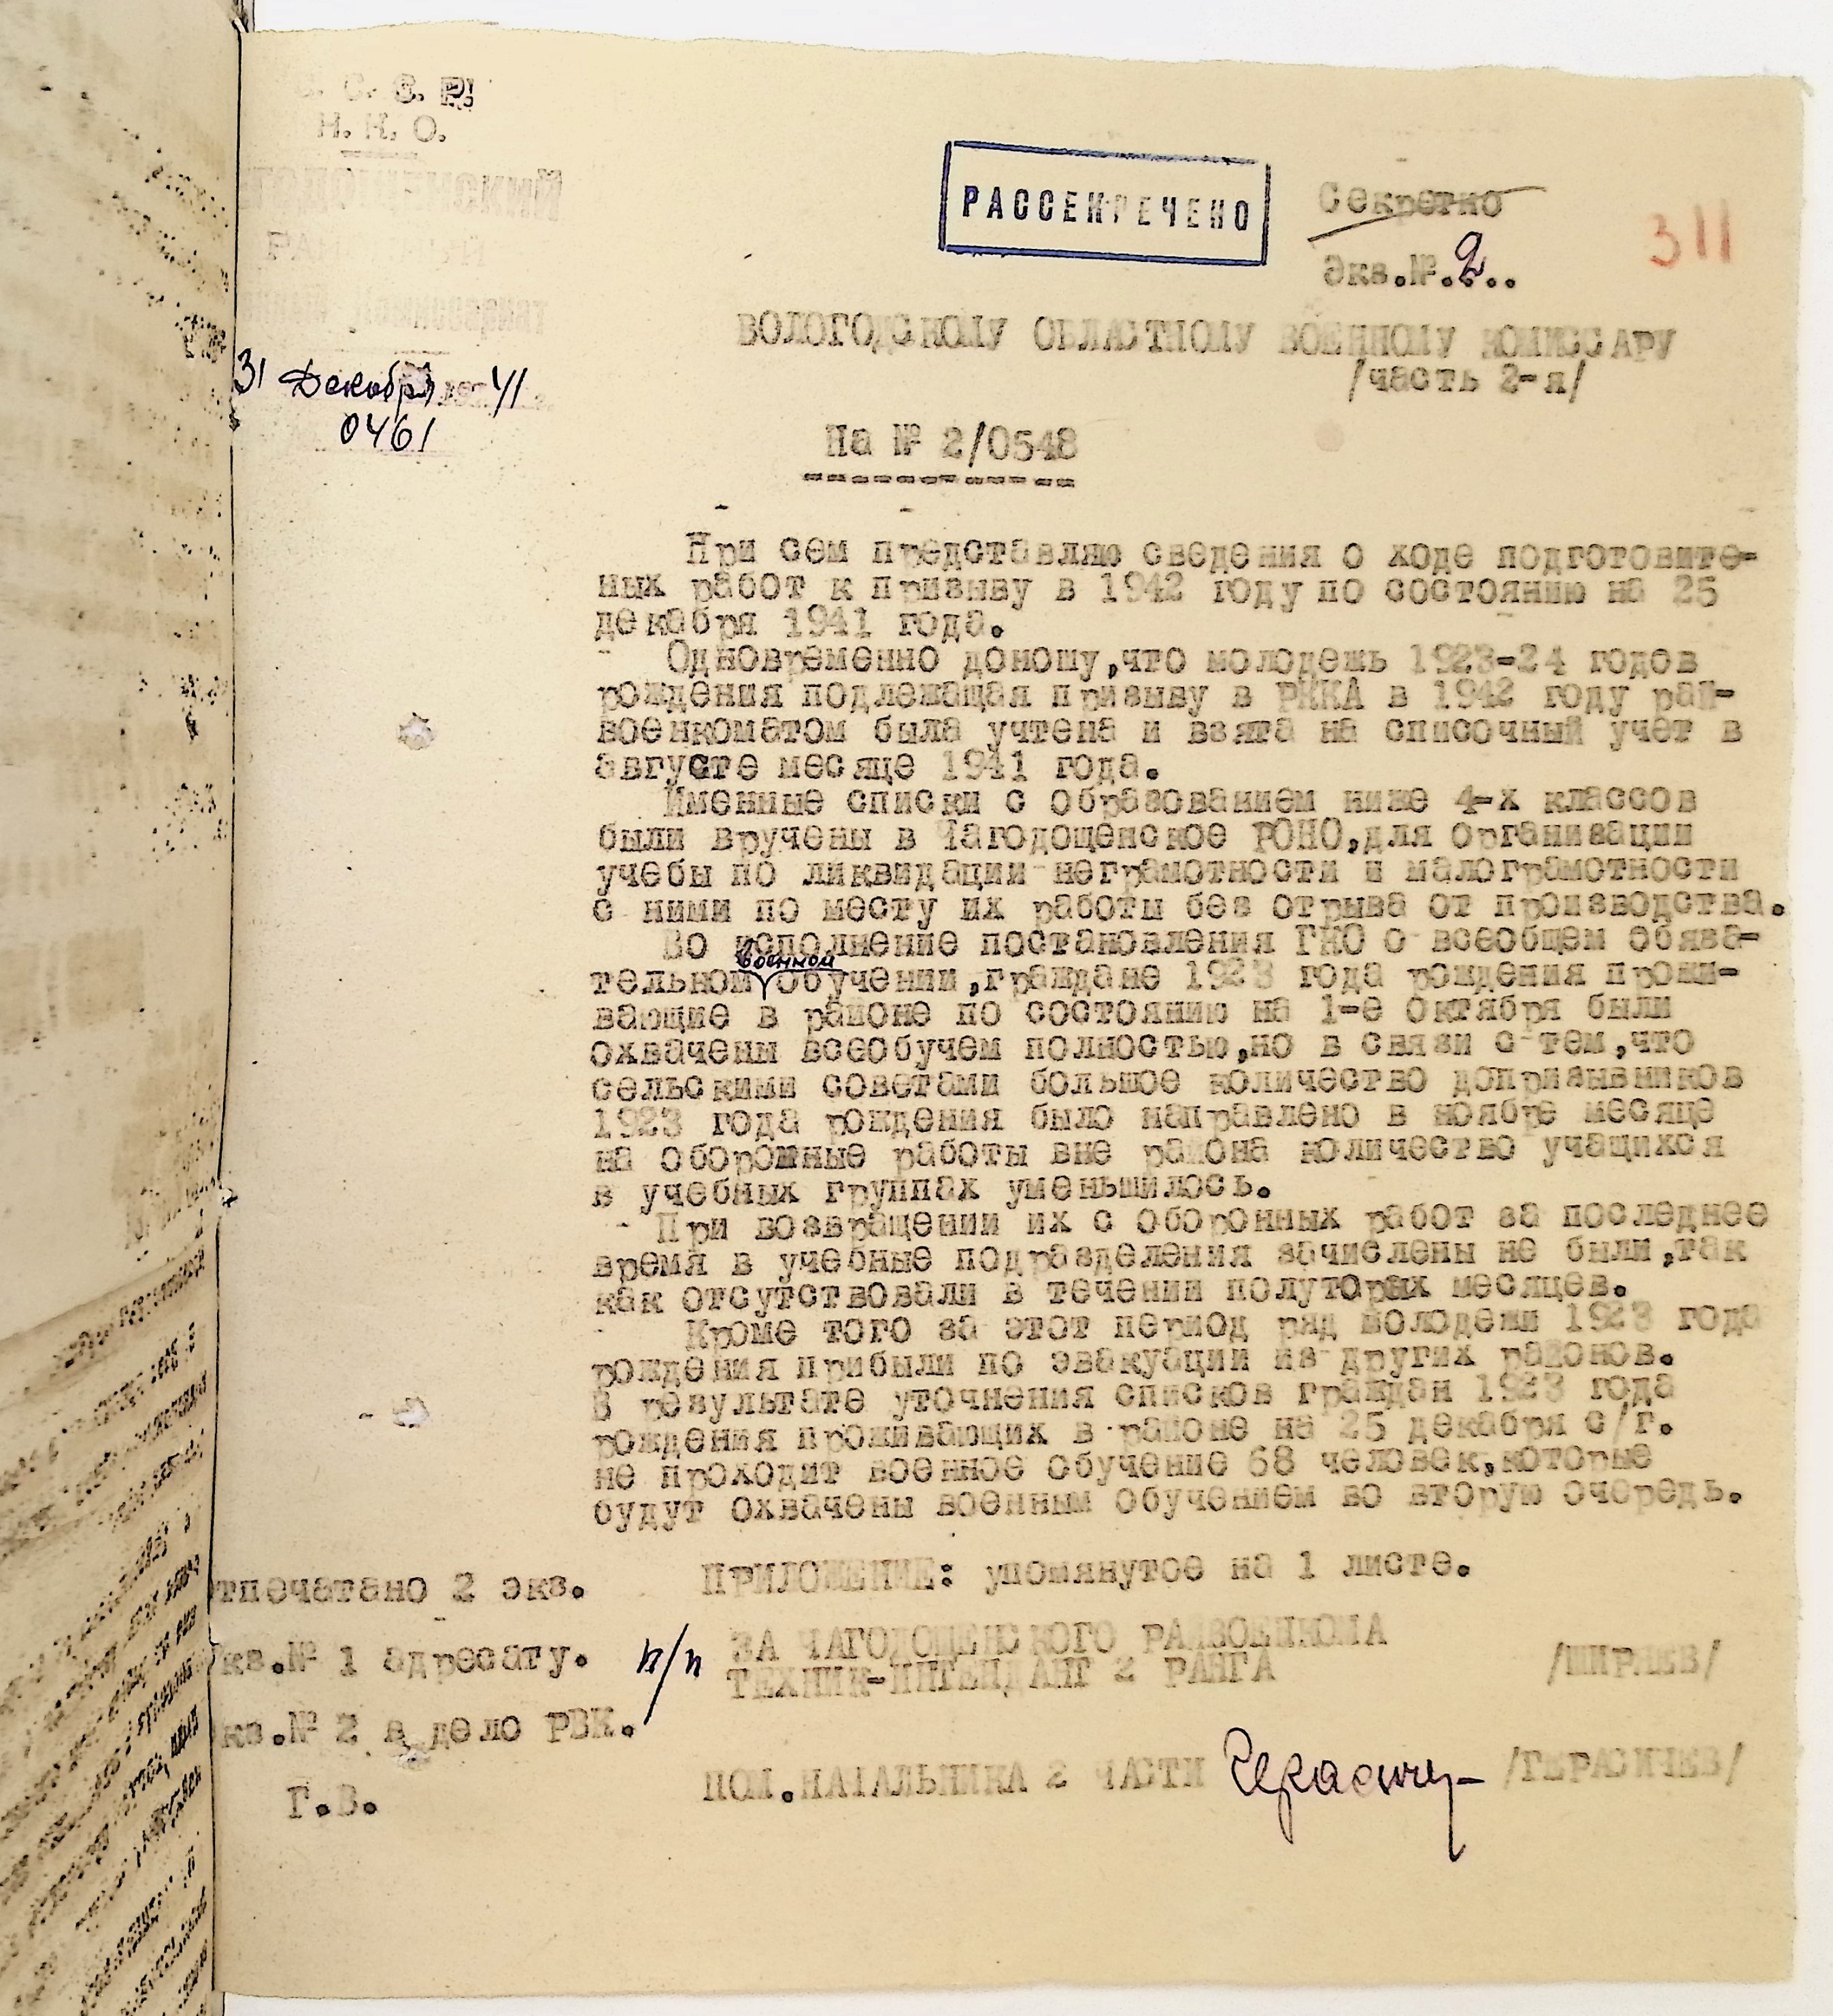 С. С. С. Р.
Н. К. О.
РАССЕКРЕЧЕНО
Секретно
Экз.№.2..
311
ВОЛОГОДСКОМУ ОБЛАСТНОМУ ВОЕННОМУ КОМИССАРУ
/часть 2-я/
31 Декабря 41
0461
На № 2/0548
При сем представляю сведения о ходе подготовите-
ных работ к призыву в 1942 году по состоянию на 25
декабря 1941 года.
Одновременно доношу,что молодежь 1923-24 годов
рождения подлежащая призыву в РККА в 1942 году рай-
военкоматом была учтена и взята на списочный учет в
августе месяце 1941 года.
Именные списки с образованием ниже 4-х классов
были вручены в Чагодощенское РОНО,для организации
учебы по ликвидации неграмотности и малограмотности
с ними по месту их работы без отрыва от производства.
Во исполнение постановления ГКО о всеобщем обяза-
тельном военном обучении,граждане 1923 года рождения прожи-
вающие в районе по состоянию на 1-е октября были
охвачены всеобучем полностью,но в связи с тем,что
сельскими советами большое количество допризывников
1923 года рождения было направлено в ноябре месяце
на оборонные работы вне района количество учащихся
в учебных группах уменьшилось.
При возвращении их с оборонных работ за последнее
время в учебные подразделения зачислены не были,так
как отсутствовали в течении полуторых месяцев.
Кроме того за этот период ряд молодежи 1923 года
рождения прибыли по эвакуации из других районов.
В результате уточнения списков граждан 1923 года
рождения проживающих в районе на 25 декабря с/г.
не проходит военное обучение 68 человек,которые
будут охвачены военным обучением во вторую очередь.
ПРИЛОЖЕНИЕ: упомянутое на 1 листе.
тпечатано 2 экз.
кз.№ 1 адресату.
кз.№ 2 в дело РВК.
Г.В.
п/п ЗА ЧАГОДОЩЕНСКОГО РАЙВОЕНКОМА
ТЕХНИК-ИНТЕНДАНТ 2 РАНГА /ШИРЯЕВ/
ПОМ.НАЧАЛЬНИКА 2 ЧАСТИ Герасич /ГЕРАСИЧЕВ/